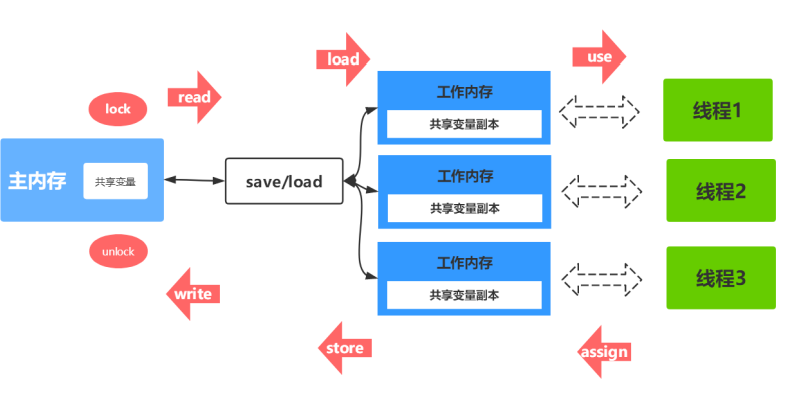 load
use
read
lock
工作内存
共享变量副本
线程1
主内存
共享变量
save/load
工作内存
共享变量副本
线程2
unlock
工作内存
共享变量副本
线程3
write
store
assign